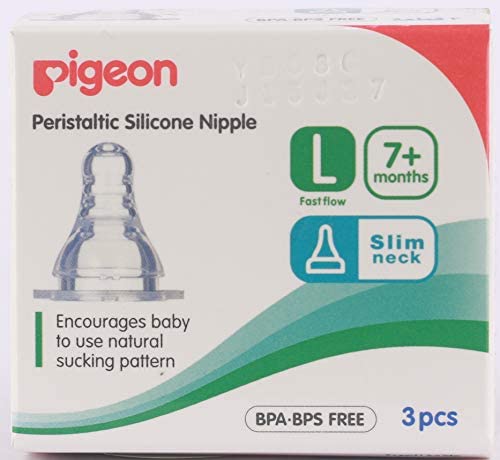 pigeon
Peristaltic Silicone Nipple
L
Fast flow
7+
months
Slim
neck
Encourages baby
to use natural
sucking pattern
BPA·BPS FREE
3pcs